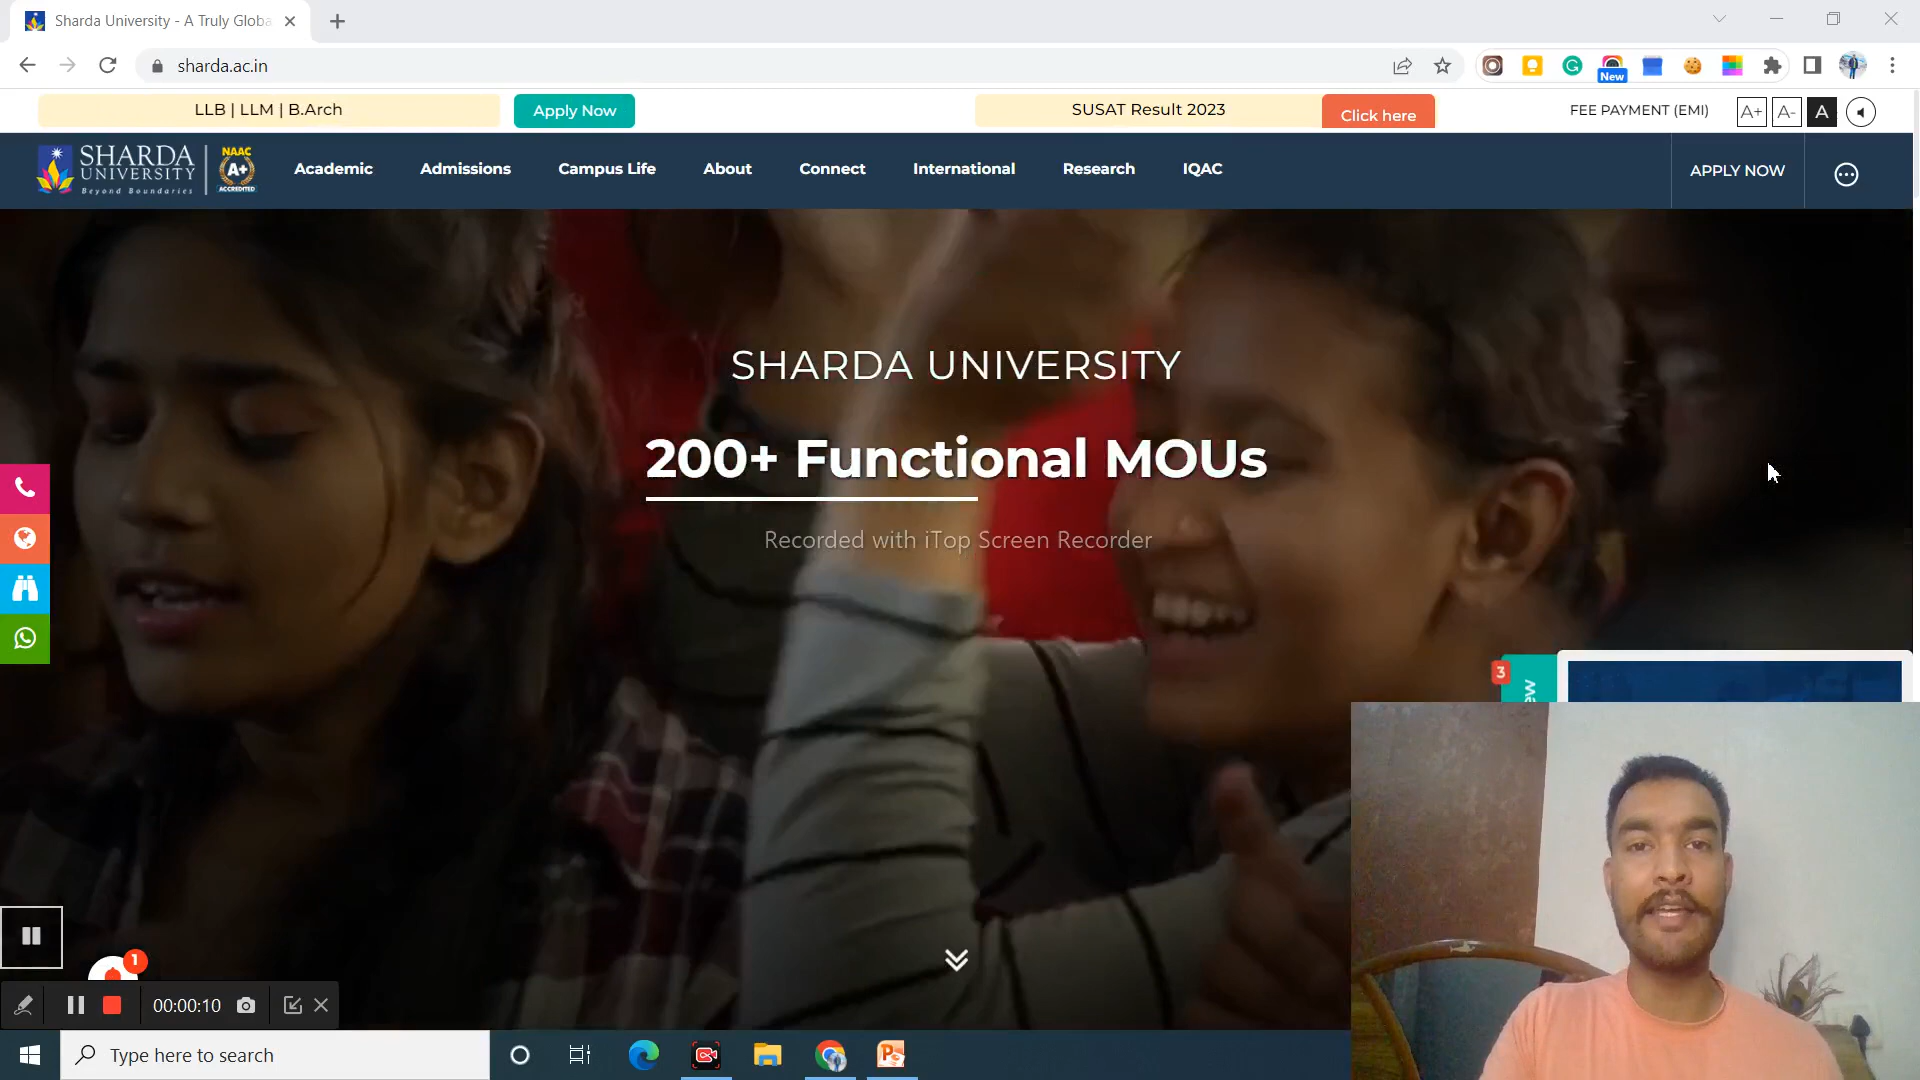 Sharda University - A Truly Globa
sharda.ac.in
New
LLB | LLM | B.Arch
Apply Now
SUSAT Result 2023
Click here
FEE PAYMENT (EMI)
A+
A-
A
SHARDA
UNIVERSITY
Beyond Boundaries
NAAC
A+
ACCREDITED
Academic
Admissions
Campus Life
About
Connect
International
Research
IQAC
APPLY NOW
SHARDA UNIVERSITY
200+ Functional MOUs
Recorded with iTop Screen Recorder
3
ew
1
00:00:10
Type here to search